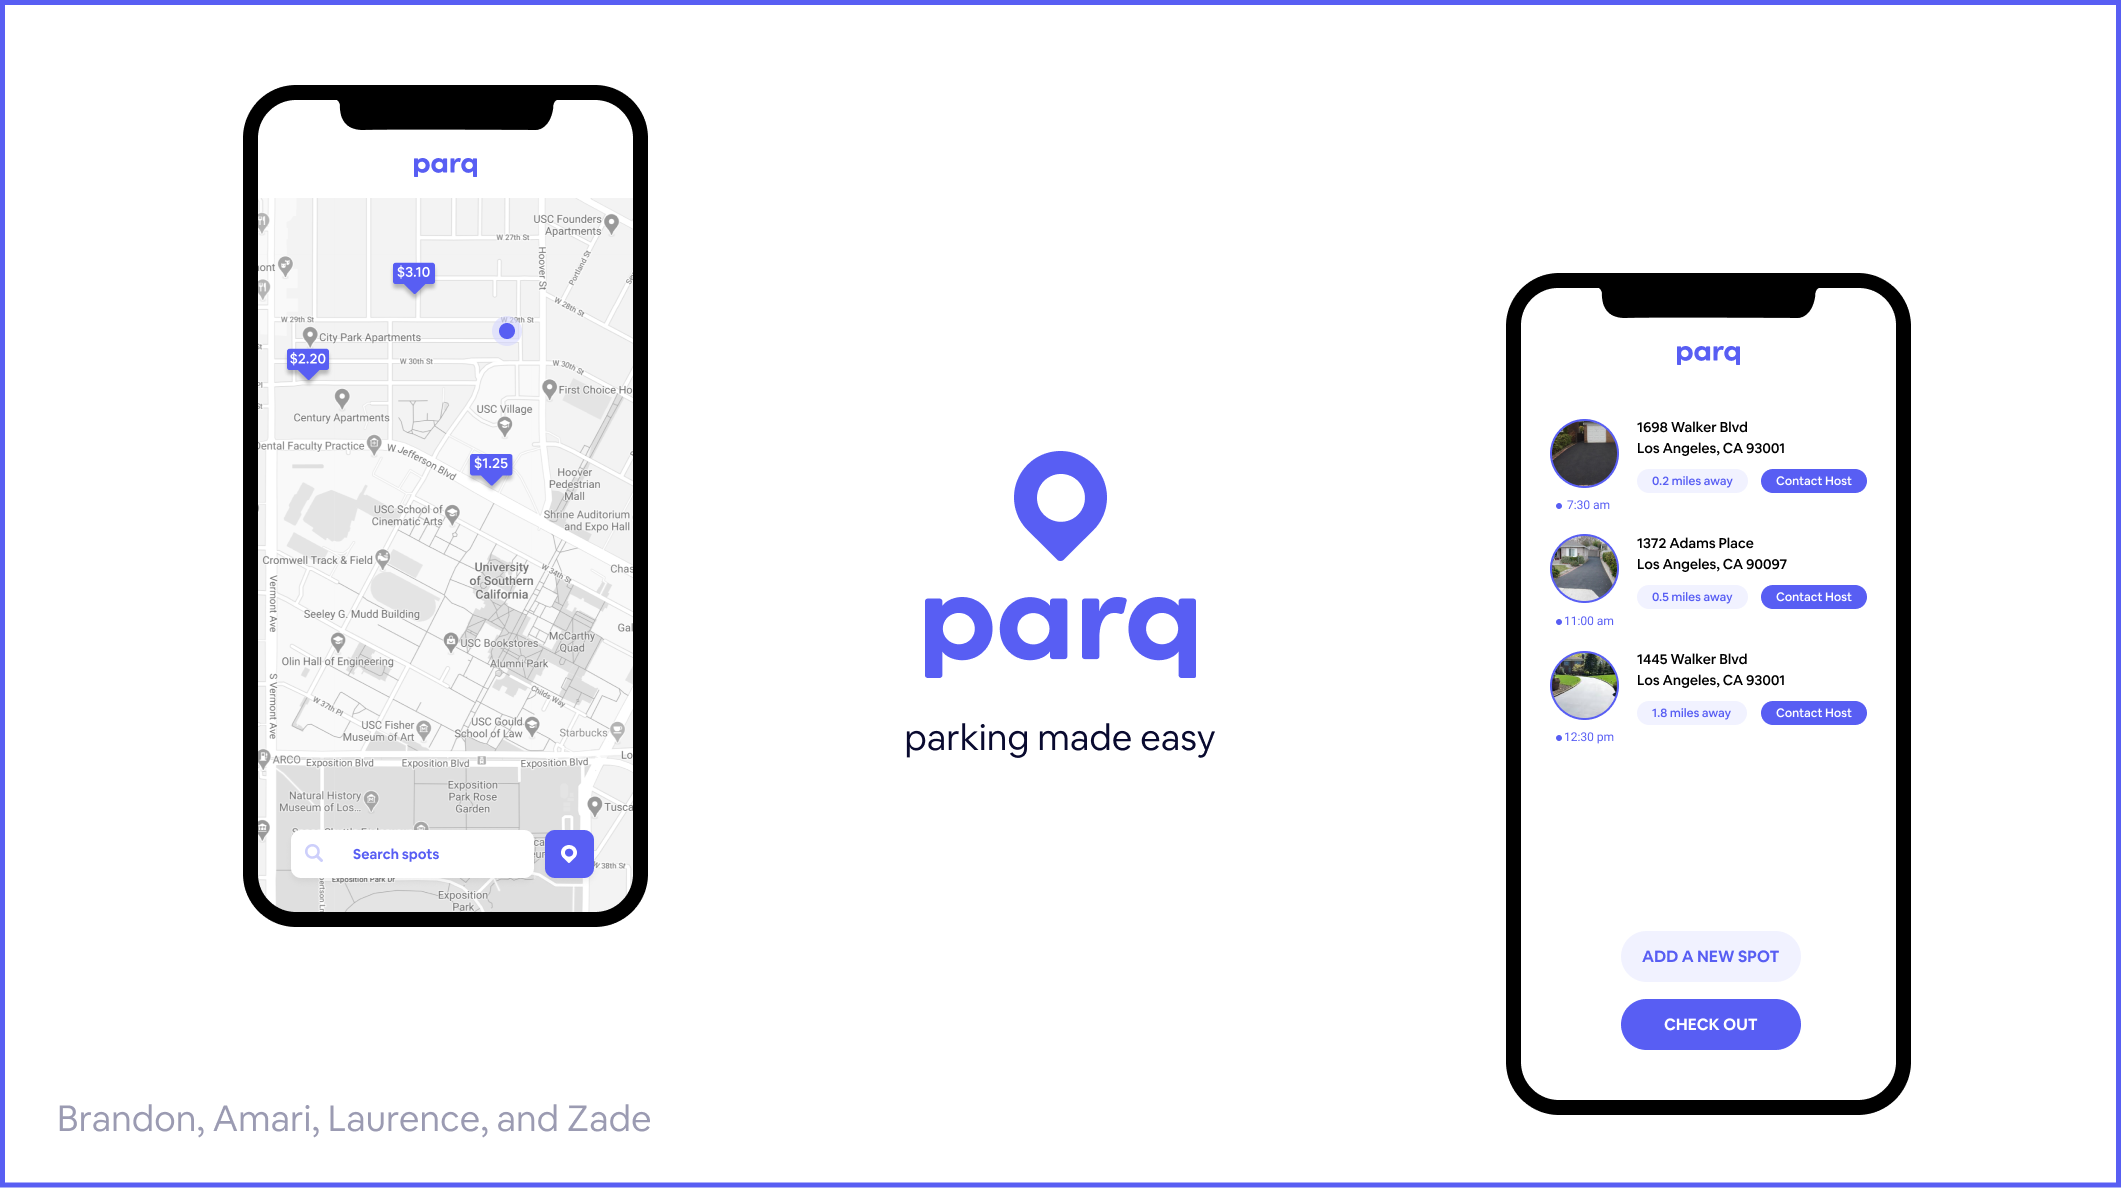 parq
USC Founders
Apartments
W 27th St
Hoover St
Portland St
ont
$3.10
W 28th St
W 29th St
W 29th St
City Park Apartments
$2.20
W 30th St
W 30th St
First Choice Ho
Century Apartments
USC Village
Dental Faculty Practice
W Jefferson Blvd
$1.25
Hoover
Pedestrian
Mall
USC School of
Cinematic Arts
Shrine Auditorium
and Expo Hall
Cromwell Track & Field
University
of Southern
California
W 34th St
Chas
Vermont Ave
Seeley G. Mudd Building
USC Bookstores
McCarthy
Quad
Gal
Olin Hall of Engineering
Alumni Park
Childs Way
S Vermont Ave
W 37th Pl
USC Fisher
Museum of Art
USC Gould
School of Law
Starbucks
Lo
ARCO
Exposition Blvd
Exposition Blvd
Exposition Blvd
Natural History
Museum of Los...
Exposition
Park Rose
Garden
Tusca
Search spots
W 38th St
Exposition Park Dr
Exposition
Park
parq
parking made easy
parq
1698 Walker Blvd
Los Angeles, CA 93001
0.2 miles away
Contact Host
7:30 am
1372 Adams Place
Los Angeles, CA 90097
0.5 miles away
Contact Host
11:00 am
1445 Walker Blvd
Los Angeles, CA 93001
1.8 miles away
Contact Host
12:30 pm
ADD A NEW SPOT
CHECK OUT
Brandon, Amari, Laurence, and Zade